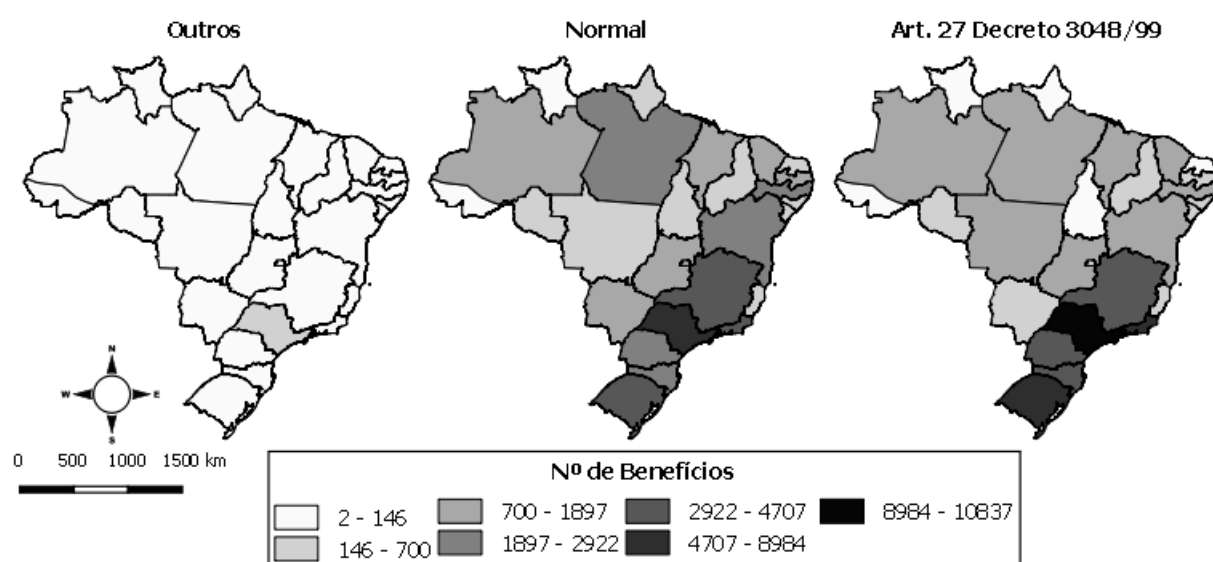 Outros
Normal
Art. 27 Decreto 3048/99
N
W
E
S
0 500 1000 1500 km
Nº de Benefícios
2 - 146
700 - 1897
2922 - 4707
8984 - 10837
146 - 700
1897 - 2922
4707 - 8984